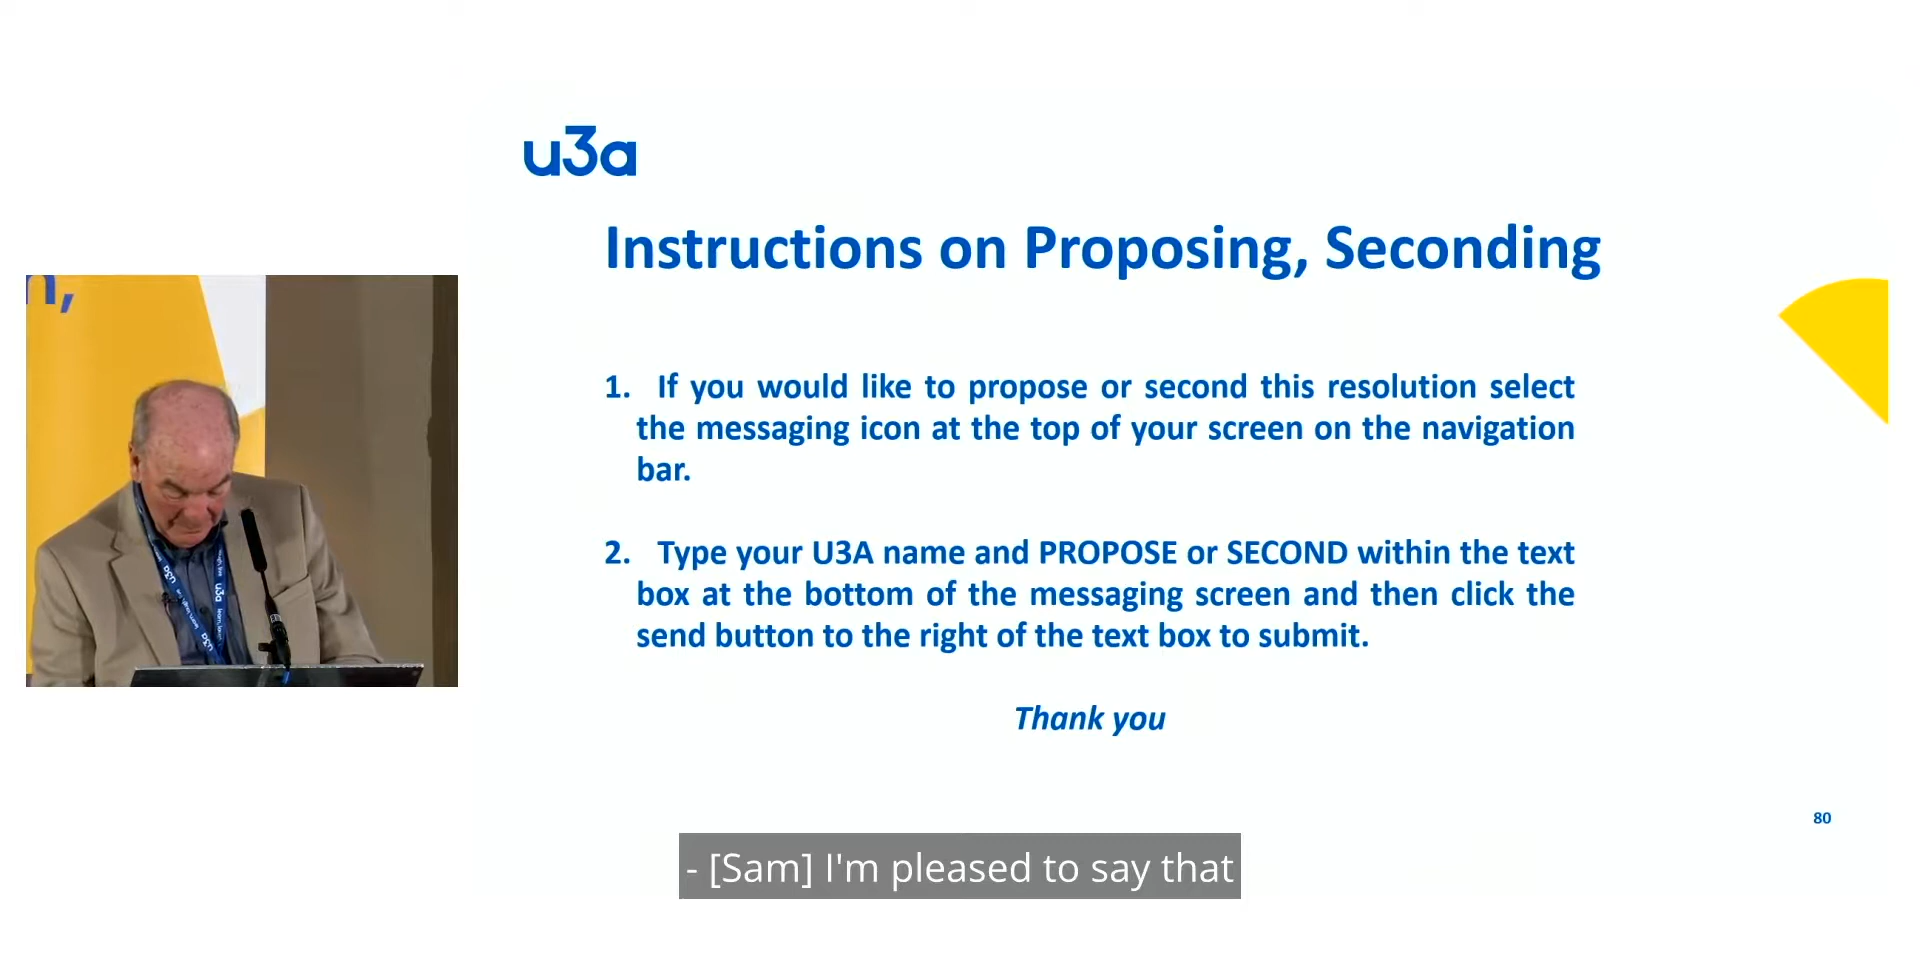 u3a
Instructions on Proposing, Seconding
n,
1. If you would like to propose or second this resolution select
the messaging icon at the top of your screen on the navigation
bar.
2. Type your U3A name and PROPOSE or SECOND within the text
box at the bottom of the messaging screen and then click the
send button to the right of the text box to submit.
Thank you
u3a
u3a
u3a
80
- [Sam] I'm pleased to say that